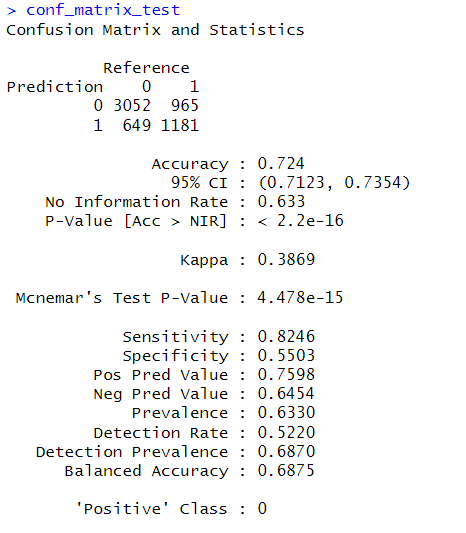 > conf_matrix_test
Confusion Matrix and Statistics
Reference
Prediction 0 1
0 3052 965
1 649 1181
Accuracy : 0.724
95% CI : (0.7123, 0.7354)
No Information Rate : 0.633
P-Value [Acc > NIR] : < 2.2e-16
Kappa : 0.3869
Mcnemar's Test P-Value : 4.478e-15
Sensitivity : 0.8246
Specificity : 0.5503
Pos Pred Value : 0.7598
Neg Pred Value : 0.6454
Prevalence : 0.6330
Detection Rate : 0.5220
Detection Prevalence : 0.6870
Balanced Accuracy : 0.6875
'Positive' Class : 0